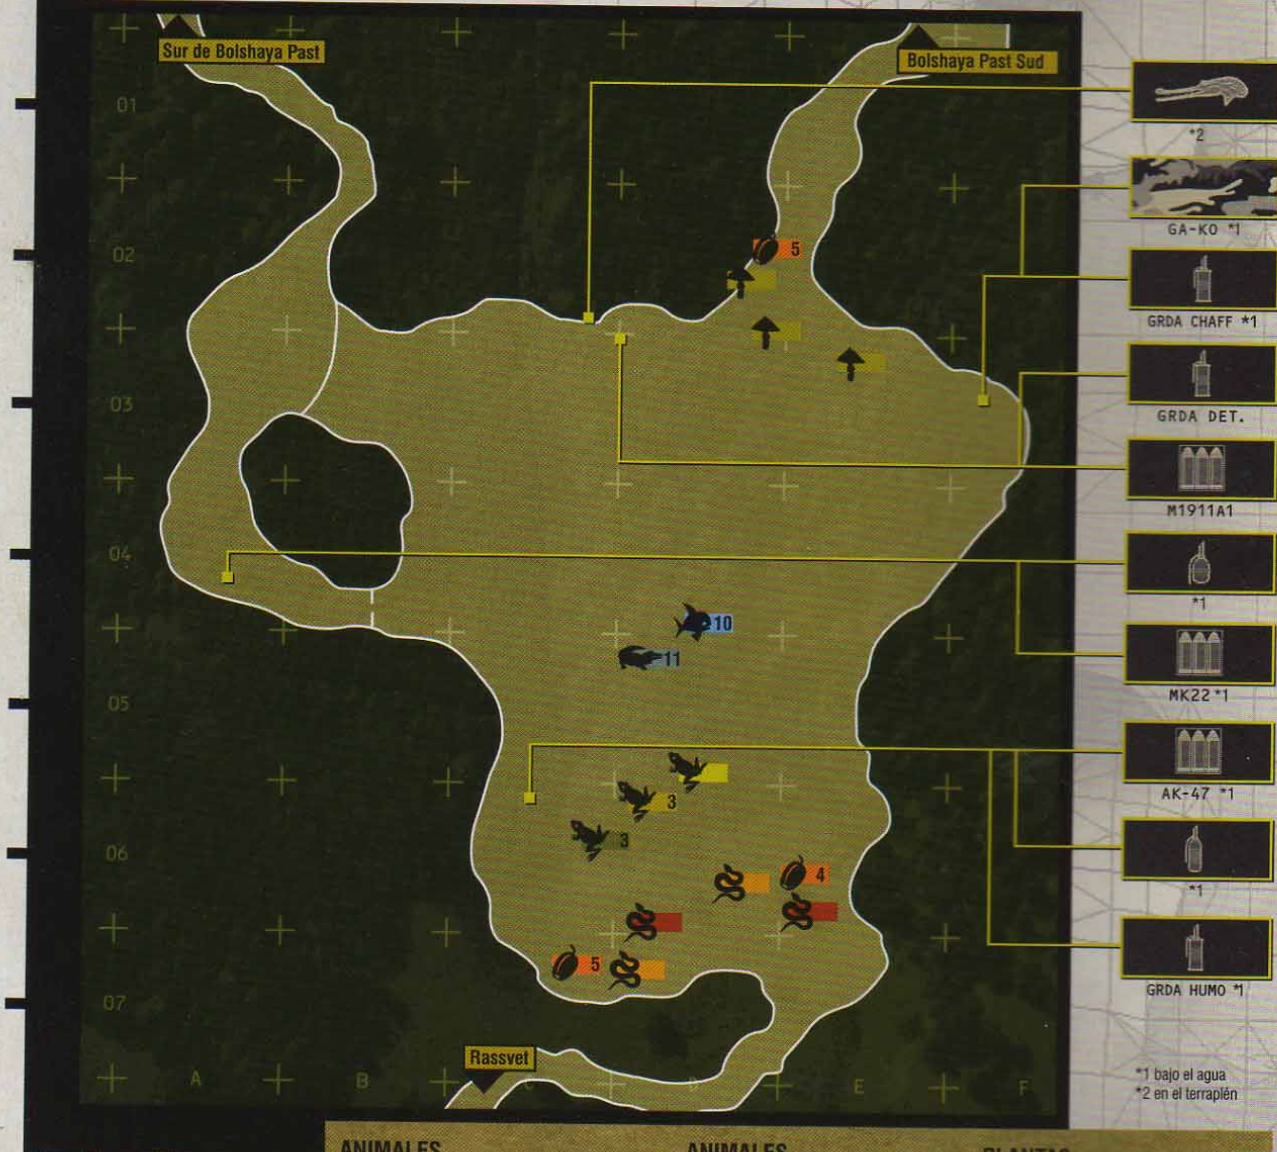 Sur de Bolshaya Past
Bolshaya Past Sud
01
*2
GA-KO *1
02
5
GRDA CHAFF *1
03
GRDA DET.
M1911A1
04
*1
10
11
MK22 *1
05
3
AK-47 *1
3
06
4
*1
5
07
GRDA HUMO *1
Rassvet
A
B
C
D
E
F
*1 bajo el agua
*2 en el terraplén
ANIMALES
ANIMALES
PLANTAS